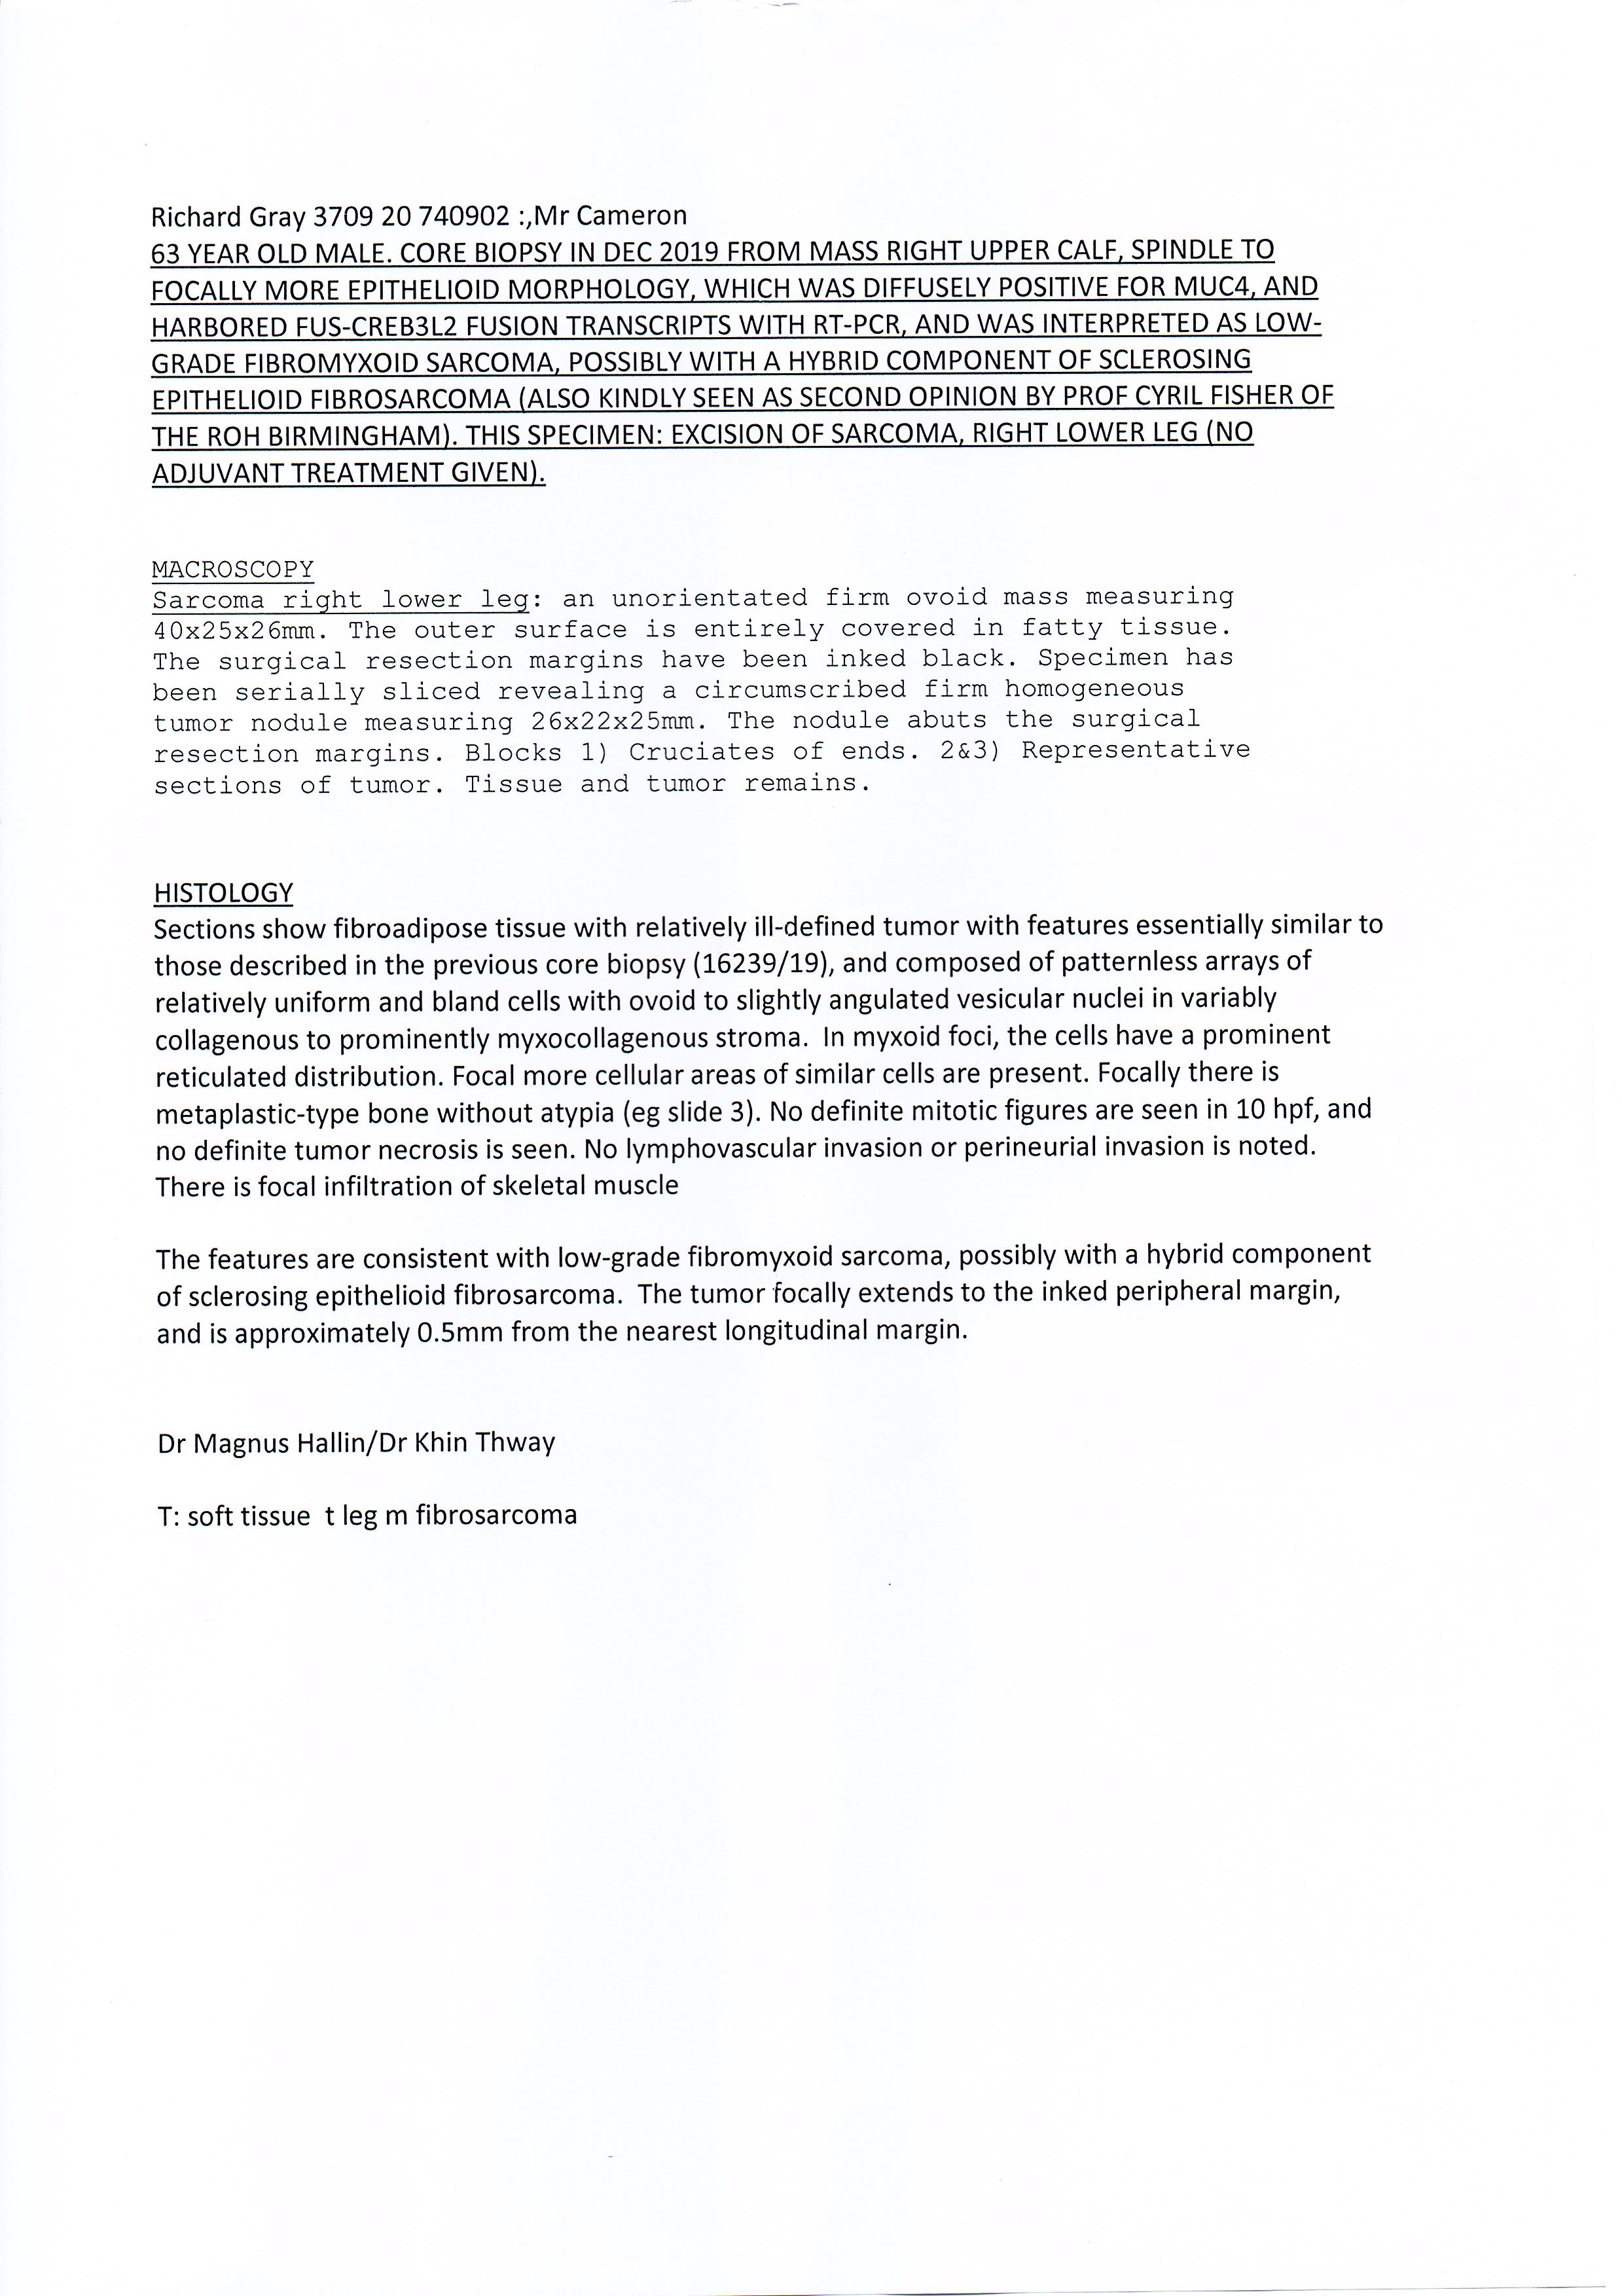 Richard Gray 3709 20 740902 :,Mr Cameron
63 YEAR OLD MALE. CORE BIOPSY IN DEC 2019 FROM MASS RIGHT UPPER CALF, SPINDLE TO
FOCALLY MORE EPITHELIOID MORPHOLOGY, WHICH WAS DIFFUSELY POSITIVE FOR MUC4, AND
HARBORED FUS-CREB3L2 FUSION TRANSCRIPTS WITH RT-PCR, AND WAS INTERPRETED AS LOW-
GRADE FIBROMYXOID SARCOMA, POSSIBLY WITH A HYBRID COMPONENT OF SCLEROSING
EPITHELIOID FIBROSARCOMA (ALSO KINDLY SEEN AS SECOND OPINION BY PROF CYRIL FISHER OF
THE ROH BIRMINGHAM). THIS SPECIMEN: EXCISION OF SARCOMA, RIGHT LOWER LEG (NO
ADJUVANT TREATMENT GIVEN).
MACROSCOPY
Sarcoma right lower leg: an unorientated firm ovoid mass measuring
40x25x26mm. The outer surface is entirely covered in fatty tissue.
The surgical resection margins have been inked black. Specimen has
been serially sliced revealing a circumscribed firm homogeneous
tumor nodule measuring 26x22x25mm. The nodule abuts the surgical
resection margins. Blocks 1) Cruciates of ends. 2&3) Representative
sections of tumor. Tissue and tumor remains.
HISTOLOGY
Sections show fibroadipose tissue with relatively ill-defined tumor with features essentially similar to
those described in the previous core biopsy (16239/19), and composed of patternless arrays of
relatively uniform and bland cells with ovoid to slightly angulated vesicular nuclei in variably
collagenous to prominently myxocollagenous stroma. In myxoid foci, the cells have a prominent
reticulated distribution. Focal more cellular areas of similar cells are present. Focally there is
metaplastic-type bone without atypia (eg slide 3). No definite mitotic figures are seen in 10 hpf, and
no definite tumor necrosis is seen. No lymphovascular invasion or perineurial invasion is noted.
There is focal infiltration of skeletal muscle
The features are consistent with low-grade fibromyxoid sarcoma, possibly with a hybrid component
of sclerosing epithelioid fibrosarcoma. The tumor focally extends to the inked peripheral margin,
and is approximately 0.5mm from the nearest longitudinal margin.
Dr Magnus Hallin/Dr Khin Thway
T: soft tissue t leg m fibrosarcoma